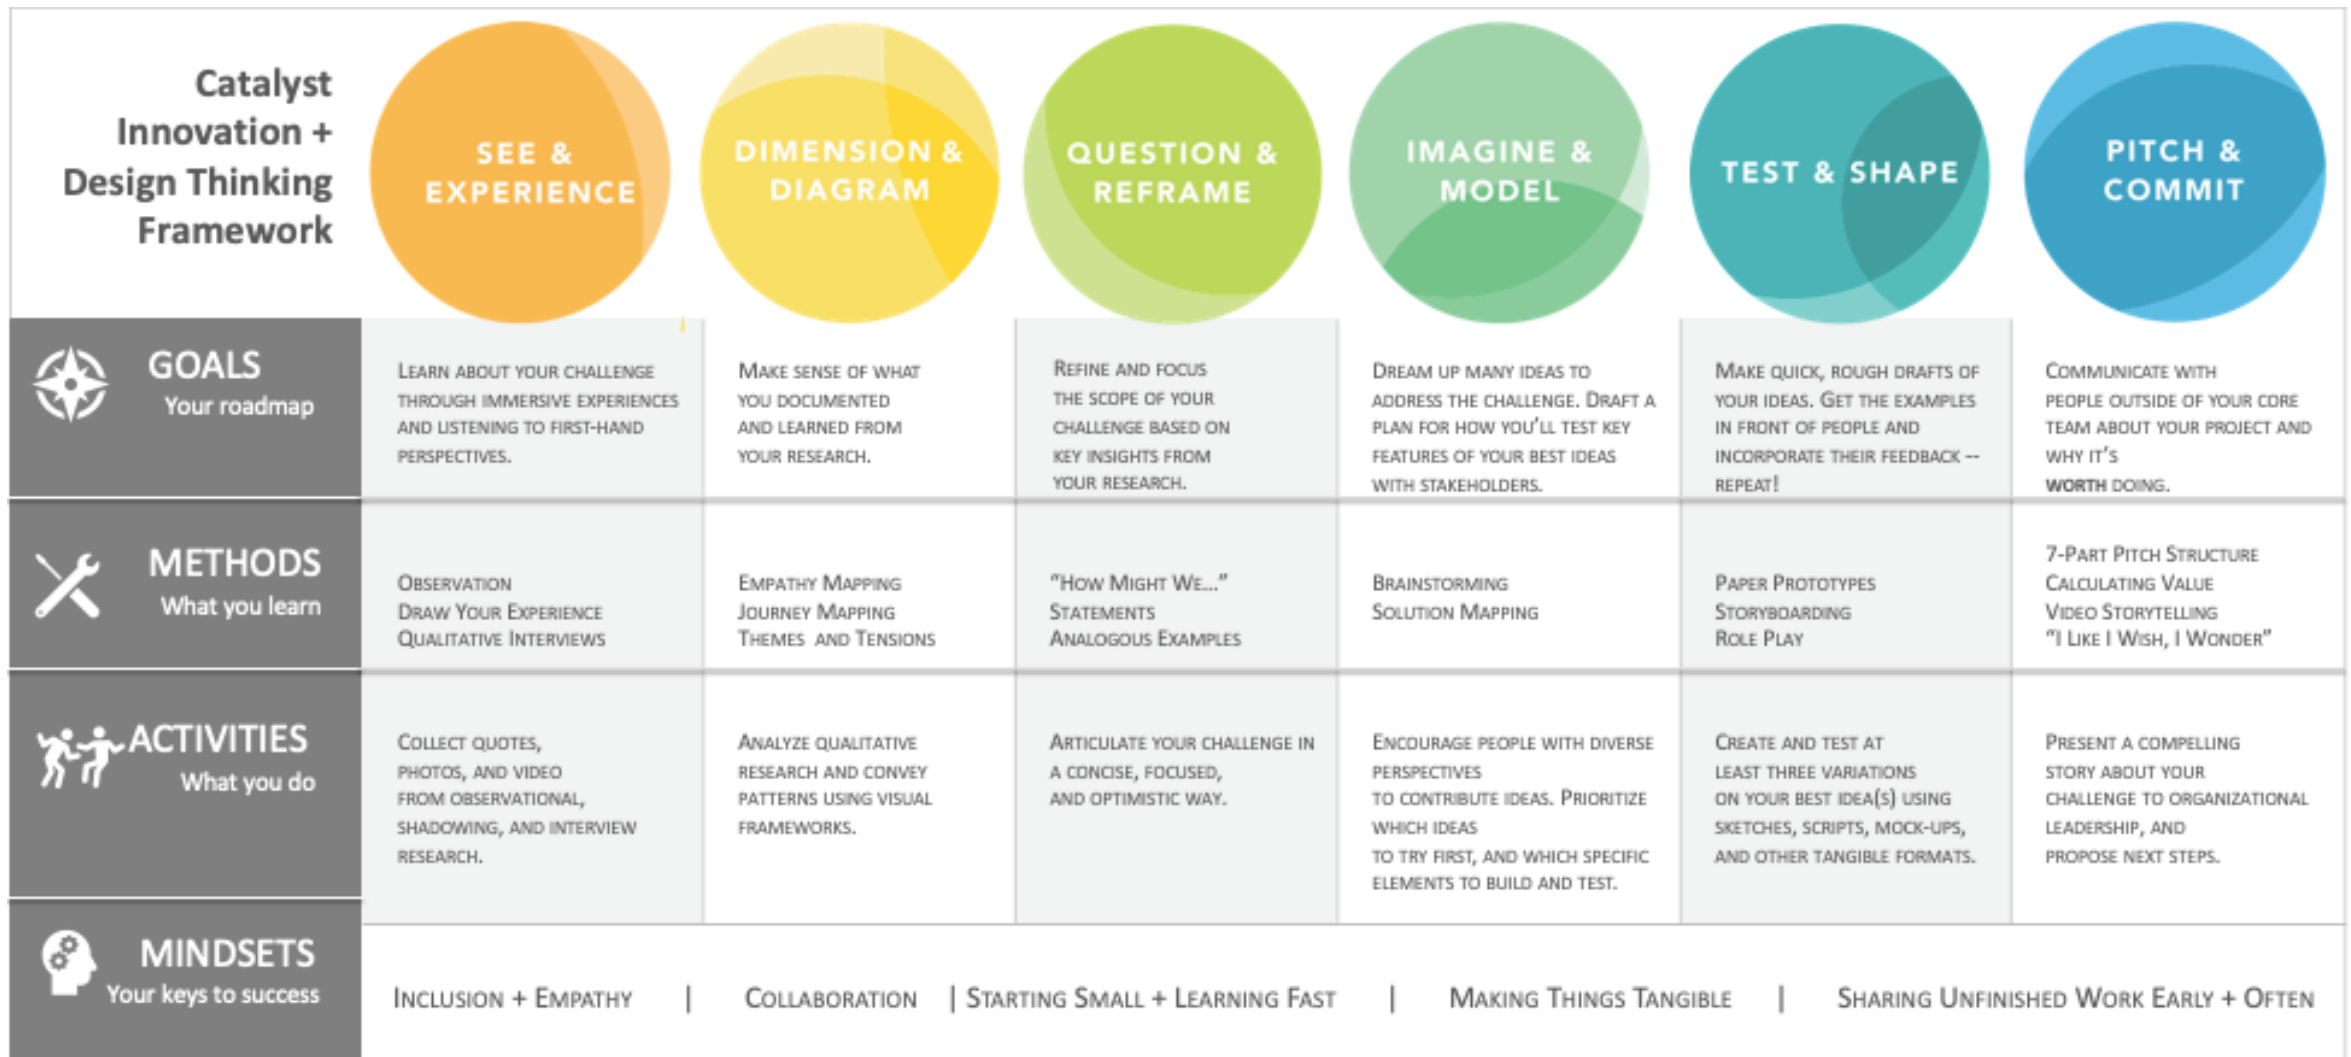 Catalyst
Innovation +
Design Thinking
Framework
SEE &
EXPERIENCE
DIMENSION &
DIAGRAM
QUESTION &
REFRAME
IMAGINE &
MODEL
TEST & SHAPE
PITCH &
COMMIT
GOALS
Your roadmap
LEARN ABOUT YOUR CHALLENGE
THROUGH IMMERSIVE EXPERIENCES
AND LISTENING TO FIRST-HAND
PERSPECTIVES.
MAKE SENSE OF WHAT
YOU DOCUMENTED
AND LEARNED FROM
YOUR RESEARCH.
REFINE AND FOCUS
THE SCOPE OF YOUR
CHALLENGE BASED ON
KEY INSIGHTS FROM
YOUR RESEARCH.
DREAM UP MANY IDEAS TO
ADDRESS THE CHALLENGE. DRAFT A
PLAN FOR HOW YOU'LL TEST KEY
FEATURES OF YOUR BEST IDEAS
WITH STAKEHOLDERS.
MAKE QUICK, ROUGH DRAFTS OF
YOUR IDEAS. GET THE EXAMPLES
IN FRONT OF PEOPLE AND
INCORPORATE THEIR FEEDBACK --
REPEAT!
COMMUNICATE WITH
PEOPLE OUTSIDE OF YOUR CORE
TEAM ABOUT YOUR PROJECT AND
WHY IT'S
WORTH DOING.
METHODS
What you learn
OBSERVATION
DRAW YOUR EXPERIENCE
QUALITATIVE INTERVIEWS
EMPATHY MAPPING
JOURNEY MAPPING
THEMES AND TENSIONS
"HOW MIGHT WE..."
STATEMENTS
ANALOGOUS EXAMPLES
BRAINSTORMING
SOLUTION MAPPING
PAPER PROTOTYPES
STORYBOARDING
ROLE PLAY
7-PART PITCH STRUCTURE
CALCULATING VALUE
VIDEO STORYTELLING
"I LIKE I WISH, I WONDER"
ACTIVITIES
What you do
COLLECT QUOTES,
PHOTOS, AND VIDEO
FROM OBSERVATIONAL,
SHADOWING, AND INTERVIEW
RESEARCH.
ANALYZE QUALITATIVE
RESEARCH AND CONVEY
PATTERNS USING VISUAL
FRAMEWORKS.
ARTICULATE YOUR CHALLENGE IN
A CONCISE, FOCUSED,
AND OPTIMISTIC WAY.
ENCOURAGE PEOPLE WITH DIVERSE
PERSPECTIVES
TO CONTRIBUTE IDEAS. PRIORITIZE
WHICH IDEAS
TO TRY FIRST, AND WHICH SPECIFIC
ELEMENTS TO BUILD AND TEST.
CREATE AND TEST AT
LEAST THREE VARIATIONS
ON YOUR BEST IDEA(S) USING
SKETCHES, SCRIPTS, MOCK-UPS,
AND OTHER TANGIBLE FORMATS.
PRESENT A COMPELLING
STORY ABOUT YOUR
CHALLENGE TO ORGANIZATIONAL
LEADERSHIP, AND
PROPOSE NEXT STEPS.
MINDSETS
Your keys to success
INCLUSION + EMPATHY | COLLABORATION | STARTING SMALL + LEARNING FAST | MAKING THINGS TANGIBLE | SHARING UNFINISHED WORK EARLY + OFTEN